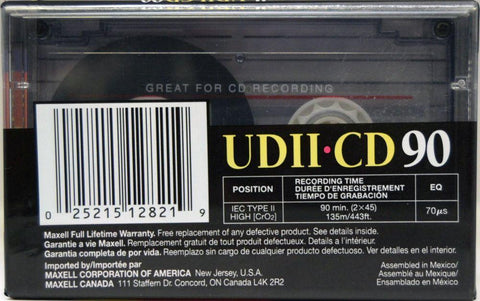 GREAT FOR CD RECORDING
UDII·CD 90
POSITION
RECORDING TIME
DURÉE D'ENREGISTREMENT
TIEMPO DE GRABACIÓN
EQ
IEC TYPE II
HIGH [CrO2]
90 min. (2×45)
135m/443ft.
70µs
0 25215 12821 9
Maxell Full Lifetime Warranty. Free replacement of any defective product. See details inside.
Garantie a vie Maxell. Remplacement gratuit de tout produit defectueux. Details a l'intérieur.
Garantia completa de por vida. Remplazo sin cargo de cualquier producto defectuoso. Ver detalles en el interior.
Imported by/Importée par
MAXELL CORPORATION OF AMERICA New Jersey, U.S.A.
MAXELL CANADA 111 Staffern Dr. Concord, ON Canada L4K 2R2
Assembled in Mexico/
Assemblé au Mexique/
Ensamblado en México